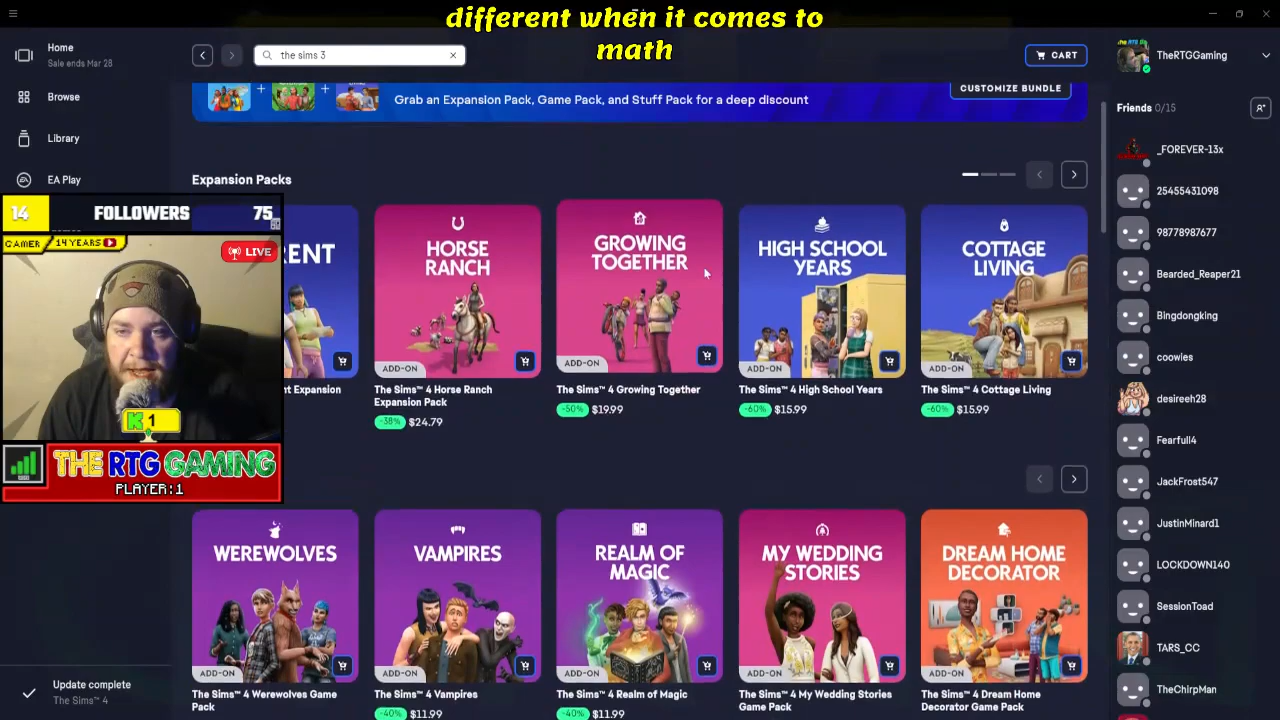 different when it comes to
math
Home
Sale ends Mar 28
Browse
Library
EA Play
the sims 3
CART
TheRTGGaming
Grab an Expansion Pack, Game Pack, and Stuff Pack for a deep discount
CUSTOMIZE BUNDLE
Friends 0/15
Expansion Packs
14 FOLLOWERS 75
GAMER 14 YEARS
LIVE
K 1
THE RTG GAMING
PLAYER:1
RENT
HORSE
RANCH
GROWING
TOGETHER
HIGH SCHOOL
YEARS
COTTAGE
LIVING
ADD-ON
ADD-ON
ADD-ON
ADD-ON
nt Expansion
The Sims™ 4 Horse Ranch
Expansion Pack
-38% $24.79
The Sims™ 4 Growing Together
-50% $19.99
The Sims™ 4 High School Years
-60% $15.99
The Sims™ 4 Cottage Living
-60% $15.99
WEREWOLVES
VAMPIRES
REALM OF
MAGIC
MY WEDDING
STORIES
DREAM HOME
DECORATOR
ADD-ON
ADD-ON
ADD-ON
ADD-ON
ADD-ON
The Sims™ 4 Werewolves Game
Pack
The Sims™ 4 Vampires
-40% $11.99
The Sims™ 4 Realm of Magic
-40% $11.99
The Sims™ 4 My Wedding Stories
Game Pack
The Sims™ 4 Dream Home
Decorator Game Pack
Update complete
The Sims™ 4
_FOREVER-13x
25455431098
98778987677
Bearded_Reaper21
Bingdongking
coowies
desireeh28
Fearful4
JackFrost547
JustinMinard1
LOCKDOWN140
SessionToad
TARS_CC
TheChirpMan